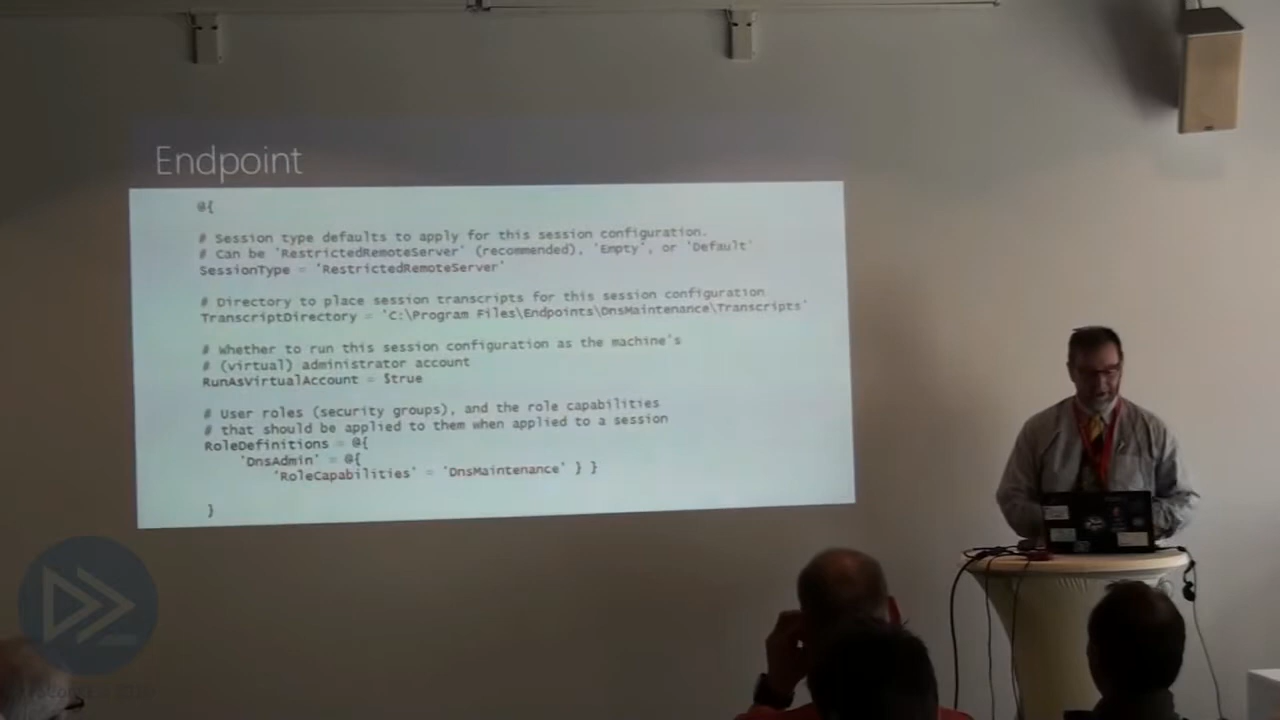 Endpoint
@{
# Session type defaults to apply for this session configuration.
# Can be 'RestrictedRemoteServer' (recommended), 'Empty', or 'Default'
SessionType = 'RestrictedRemoteServer'
# Directory to place session transcripts for this session configuration
TranscriptDirectory = 'C:\Program Files\Endpoints\DnsMaintenance\Transcripts'
# Whether to run this session configuration as the machine's
# (virtual) administrator account
RunAsVirtualAccount = $true
# User roles (security groups), and the role capabilities
# that should be applied to them when applied to a session
RoleDefinitions = @{
'DnsAdmin' = @{
'RoleCapabilities' = 'DnsMaintenance' } }
}